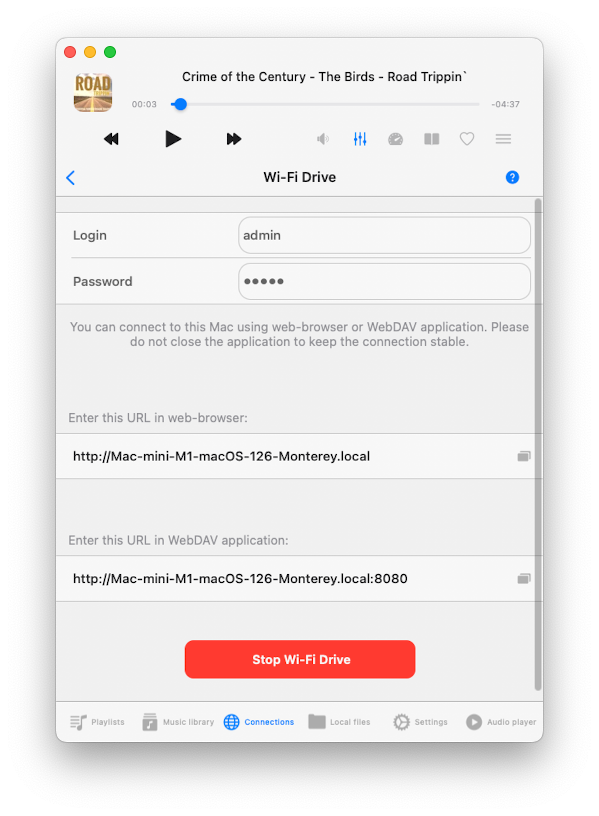 ROAD
Crime of the Century - The Birds - Road Trippin`
00:03
-04:37
Wi-Fi Drive
?
Login
admin
Password
•••••
You can connect to this Mac using web-browser or WebDAV application. Please
do not close the application to keep the connection stable.
Enter this URL in web-browser:
http://Mac-mini-M1-macOS-126-Monterey.local
Enter this URL in WebDAV application:
http://Mac-mini-M1-macOS-126-Monterey.local:8080
Stop Wi-Fi Drive
Playlists
Music library
Connections
Local files
Settings
Audio player